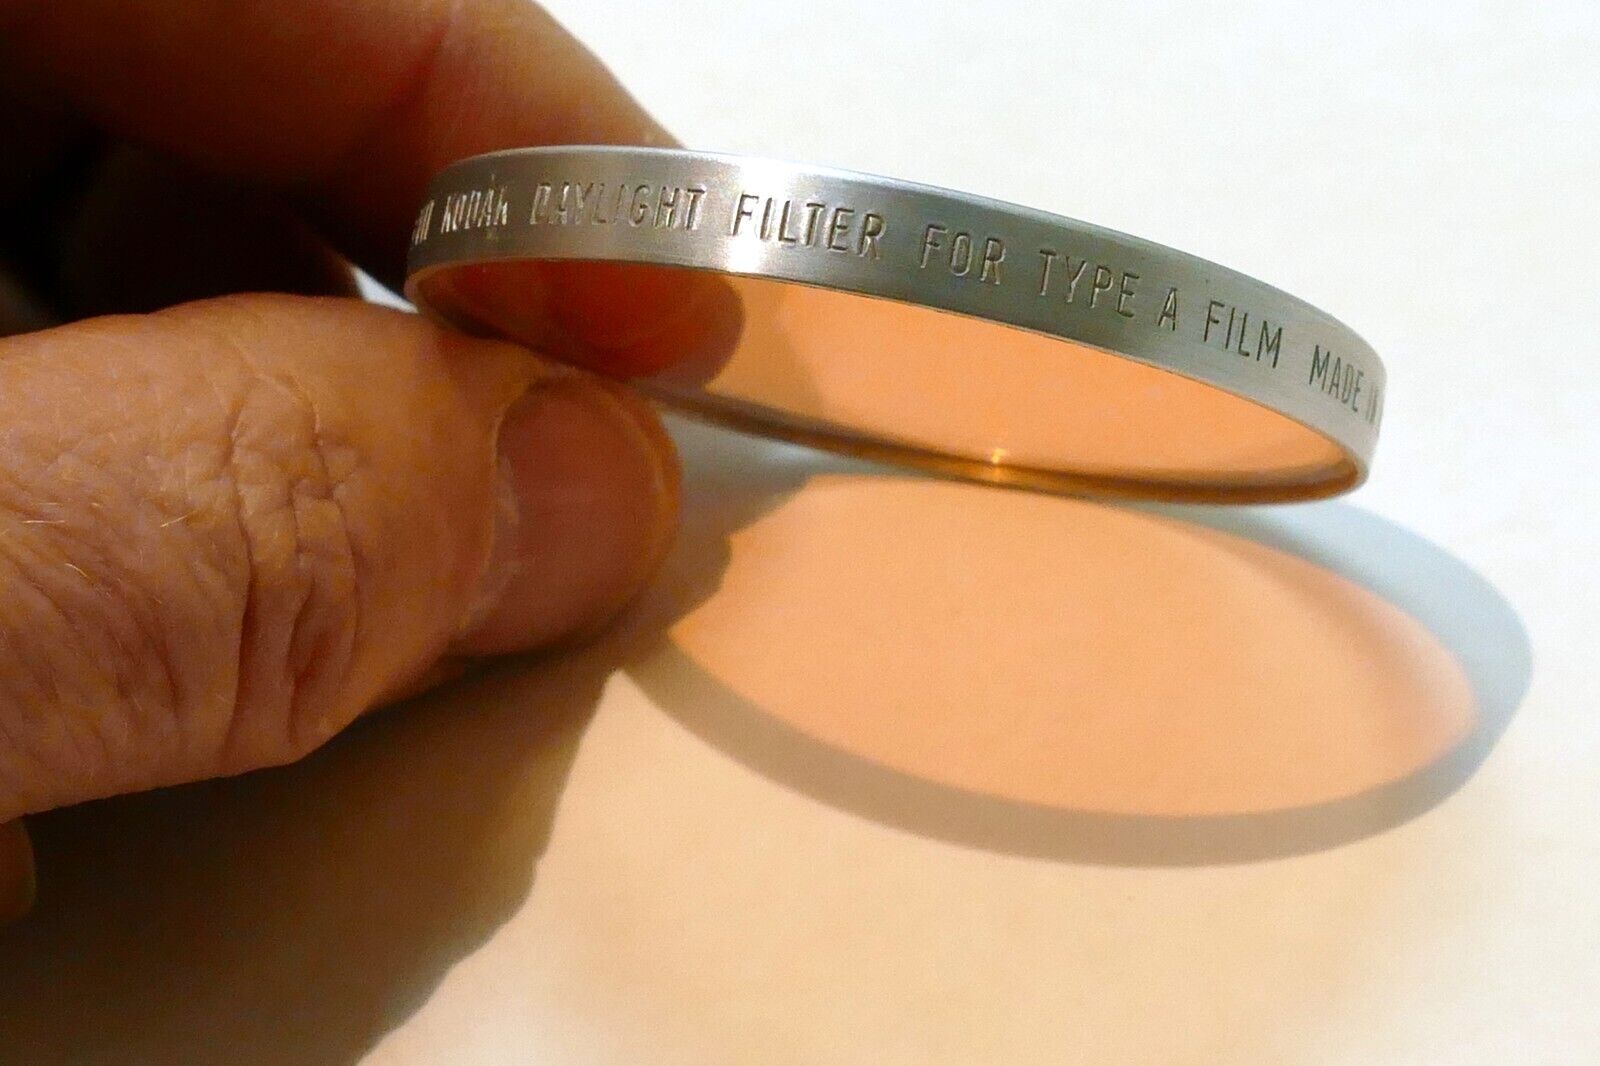 KODAK DAYLIGHT FILTER FOR TYPE A FILM MADE IN